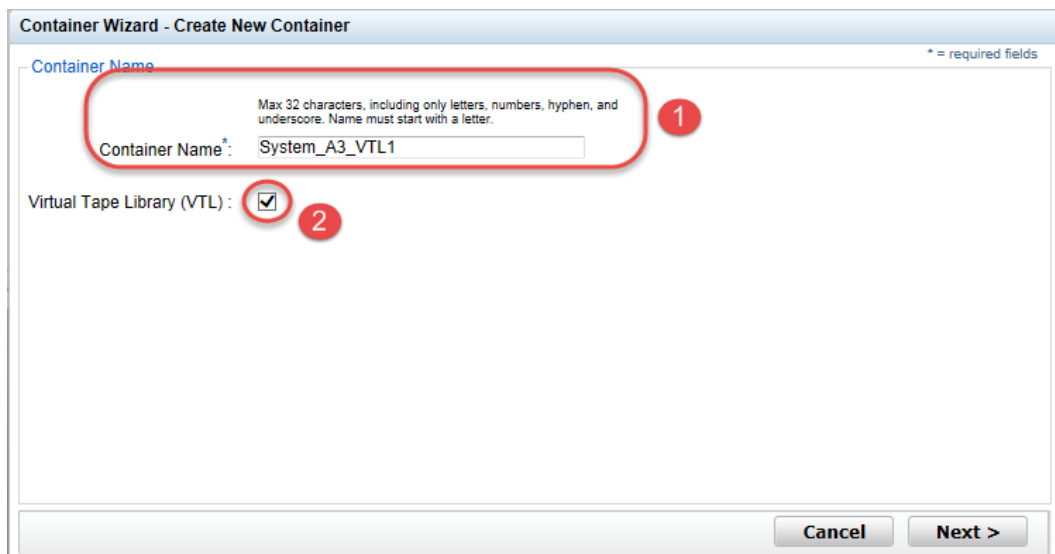 Container Wizard - Create New Container
* = required fields
Container Name
Max 32 characters, including only letters, numbers, hyphen, and
underscore. Name must start with a letter.
1
Container Name*: System_A3_VTL1
Virtual Tape Library (VTL) :
2
Cancel Next >